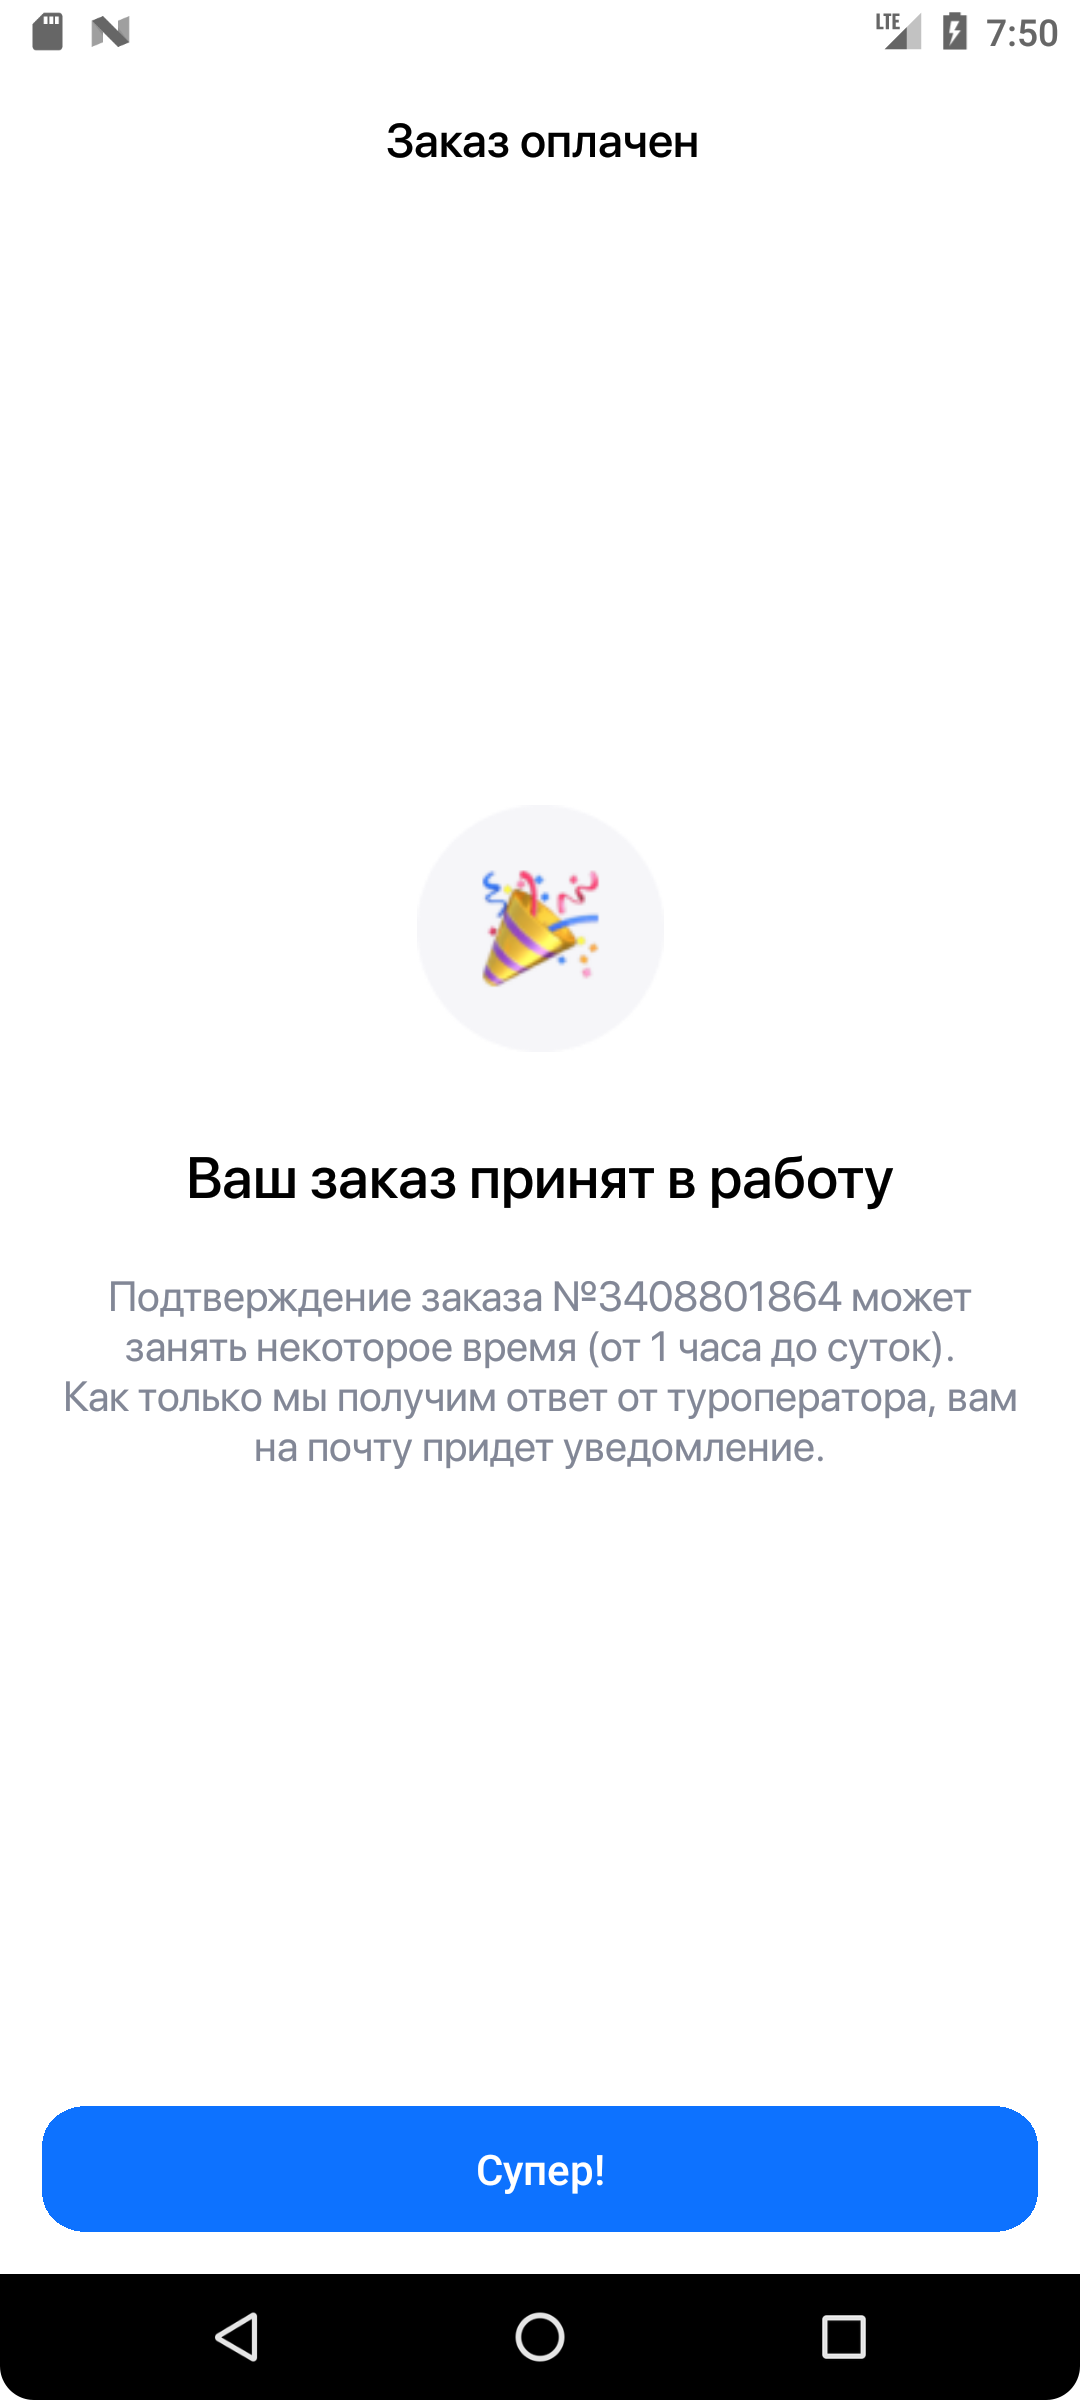 LTE 7:50
Заказ оплачен
Ваш заказ принят в работу
Подтверждение заказа №3408801864 может
занять некоторое время (от 1 часа до суток).
Как только мы получим ответ от туроператора, вам
на почту придет уведомление.
Супер!